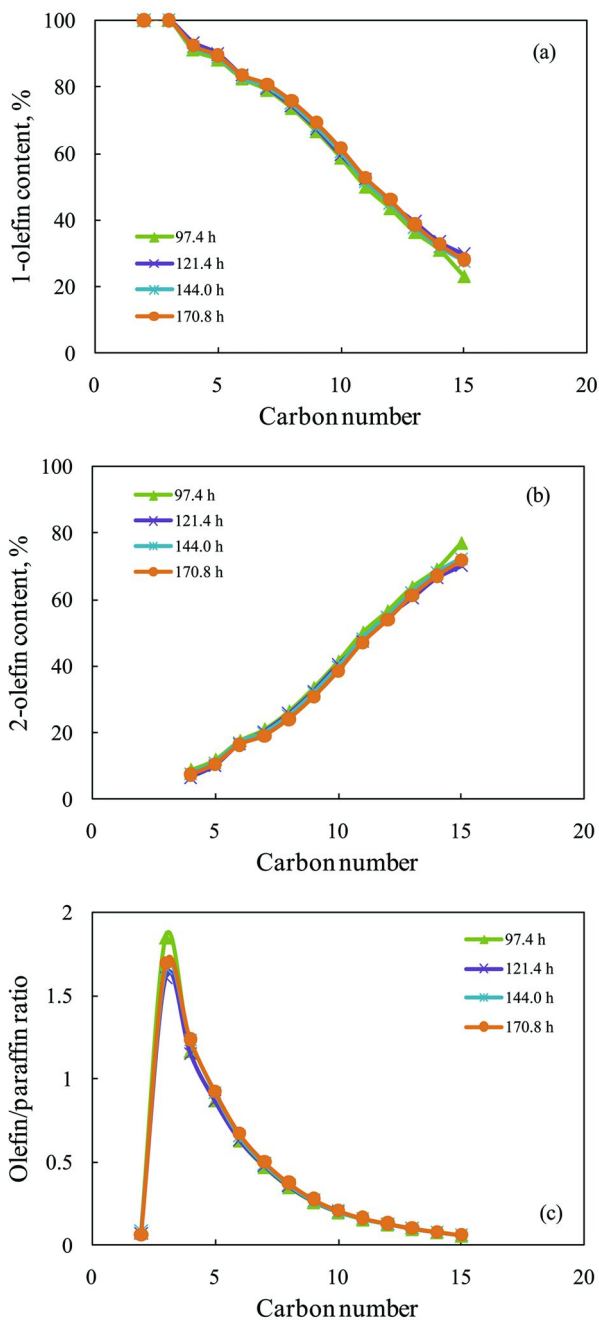 100
(a)
80
60
40
20
0
1-olefin content, %
97.4 h
121.4 h
144.0 h
170.8 h
0 5 10 15 20
Carbon number
100
(b)
80
60
40
20
0
2-olefin content, %
97.4 h
121.4 h
144.0 h
170.8 h
0 5 10 15 20
Carbon number
2
1.5
1
0.5
0
Olefin/paraffin ratio
97.4 h
121.4 h
144.0 h
170.8 h
(c)
0 5 10 15 20
Carbon number